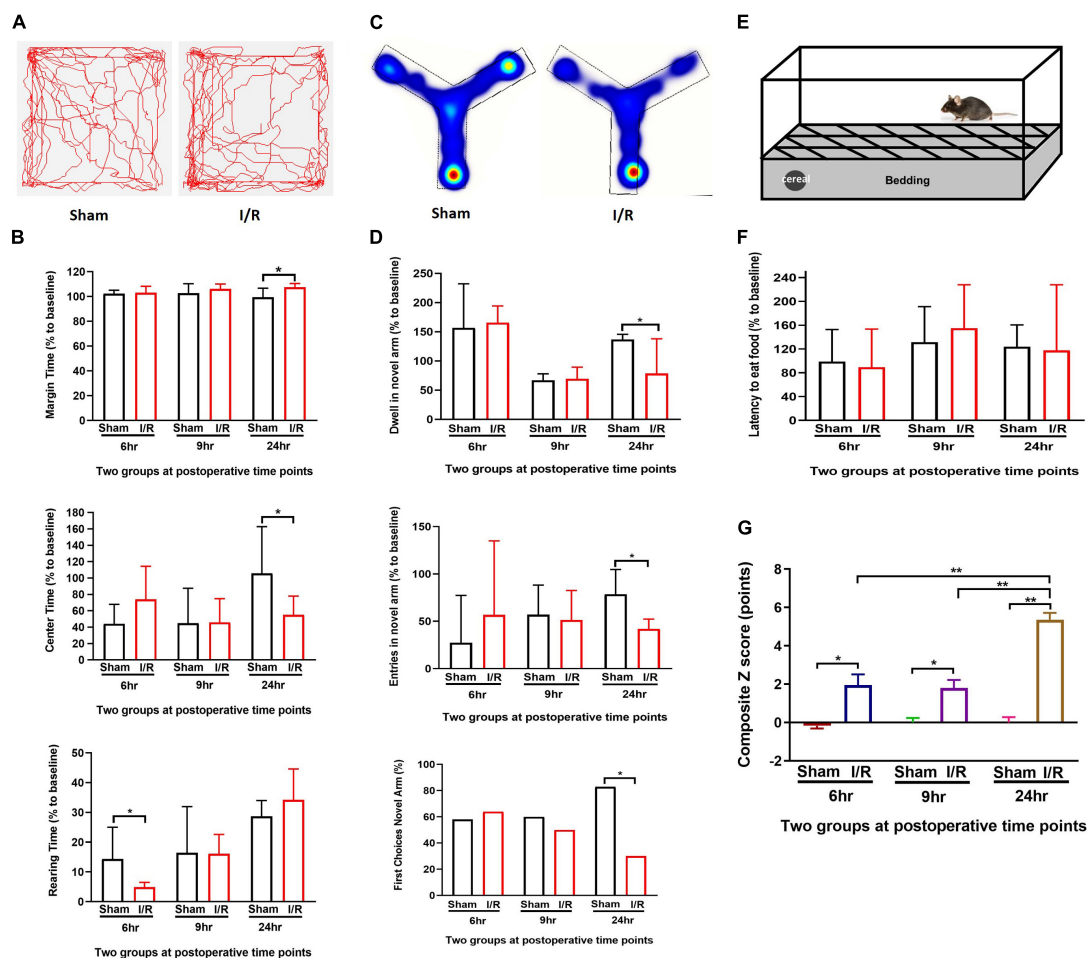 A
Sham
I/R
B
Margin Time (% to baseline)
120
100
80
60
40
20
0
Sham I/R Sham I/R Sham I/R
6hr 9hr 24hr
*
Two groups at postoperative time points
Center Time (% to baseline)
180
160
140
120
100
80
60
40
20
0
Sham I/R Sham I/R Sham I/R
6hr 9hr 24hr
*
Two groups at postoperative time points
Rearing Time (% to baseline)
50
40
30
20
10
0
Sham I/R Sham I/R Sham I/R
6hr 9hr 24hr
*
Two groups at postoperative time points
C
Sham
I/R
D
Dwell in novel arm (% to baseline)
250
200
150
100
50
0
Sham I/R Sham I/R Sham I/R
6hr 9hr 24hr
*
Two groups at postoperative time points
Entries in novel arm (% to baseline)
150
100
50
0
Sham I/R Sham I/R Sham I/R
6hr 9hr 24hr
*
Two groups at postoperative time points
First Choices Novel Arm (%)
100
80
60
40
20
0
Sham I/R Sham I/R Sham I/R
6hr 9hr 24hr
*
Two groups at postoperative time points
E
cereal
Bedding
F
Latency to eat food (% to baseline)
280
240
200
160
120
80
40
0
Sham I/R Sham I/R Sham I/R
6hr 9hr 24hr
Two groups at postoperative time points
G
Composite Z score (points)
8
6
4
2
0
-2
**
**
**
*
*
Sham I/R Sham I/R Sham I/R
6hr 9hr 24hr
Two groups at postoperative time points